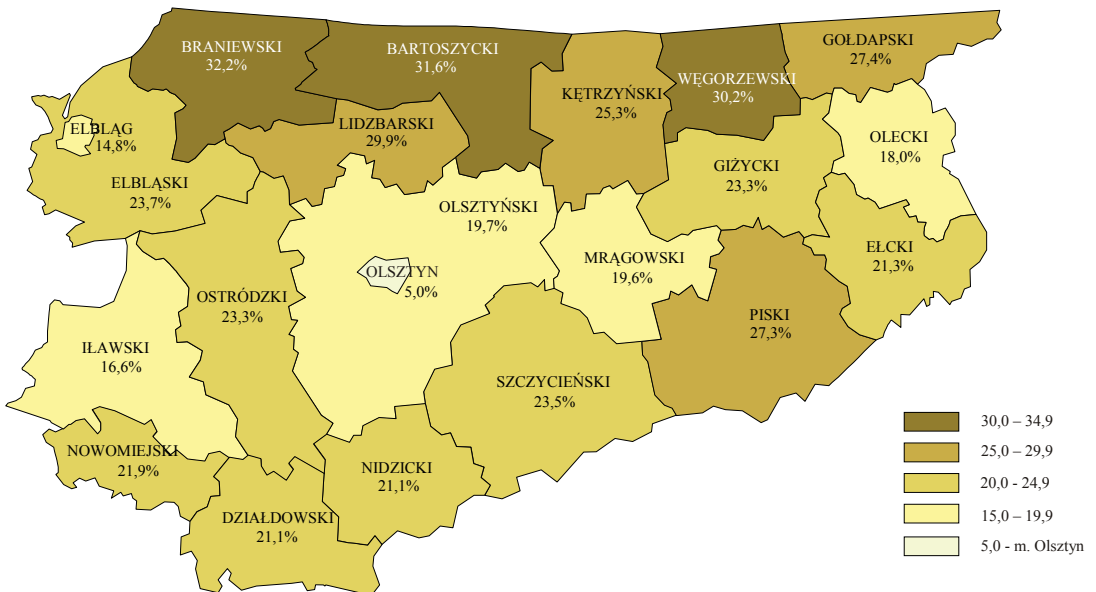 BRANIEWSKI
32,2%
BARTOSZYCKI
31,6%
GOŁDAPSKI
27,4%
WĘGORZEWSKI
30,2%
KĘTRZYŃSKI
25,3%
LIDZBARSKI
29,9%
ELBLĄG
14,8%
OLECKI
18,0%
GIŻYCKI
23,3%
ELBLĄSKI
23,7%
OLSZTYŃSKI
19,7%
EŁCKI
21,3%
MRĄGOWSKI
19,6%
OLSZTYN
5,0%
OSTRÓDZKI
23,3%
PISKI
27,3%
IŁAWSKI
16,6%
SZCZYCIEŃSKI
23,5%
NOWOMIEJSKI
21,9%
NIDZICKI
21,1%
DZIAŁDOWSKI
21,1%
30,0 – 34,9
25,0 – 29,9
20,0 - 24,9
15,0 – 19,9
5,0 - m. Olsztyn